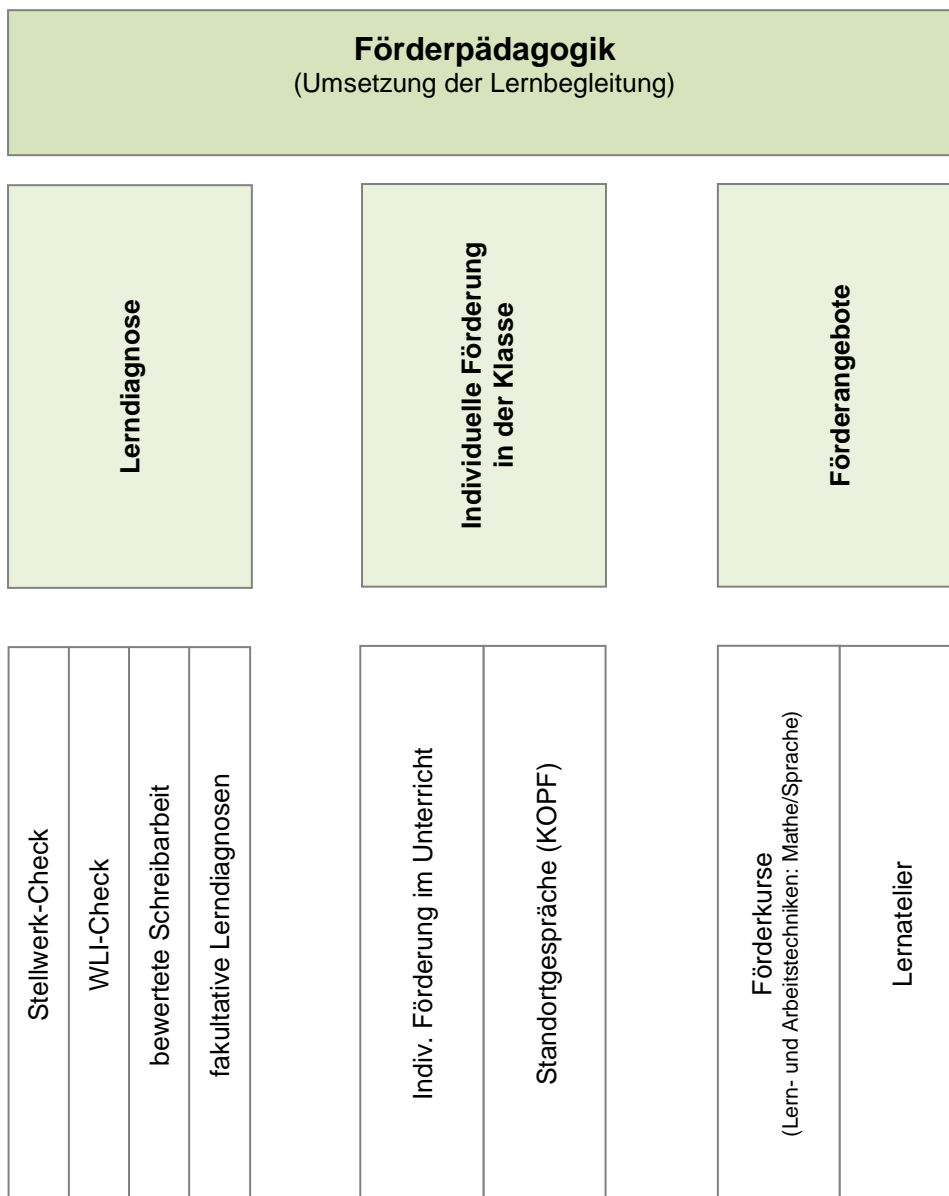 Förderpädagogik
(Umsetzung der Lernbegleitung)
Lerndiagnose
Individuelle Förderung
in der Klasse
Förderangebote
Stellwerk-Check
WLI-Check
bewertete Schreibarbeit
fakultative Lerndiagnosen
Indiv. Förderung im Unterricht
Standortgespräche (KOPF)
Förderkurse
(Lern- und Arbeitstechniken: Mathe/Sprache)
Lernatelier